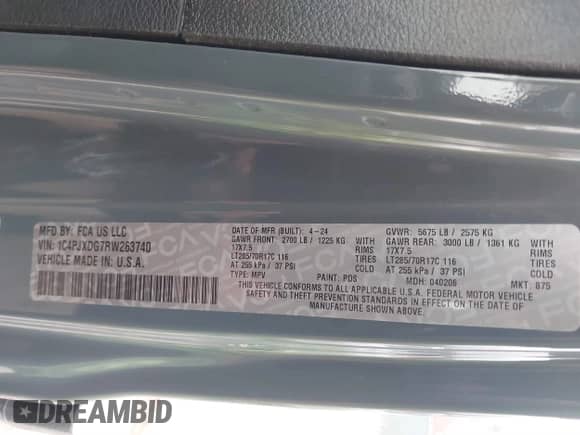 MFD BY: FCA US LLC
VIN: 1C4PJXDG7RW263740
VEHICLE MADE IN: U.S.A.
DATE OF MFR (BUILT): 4-24
GAWR FRONT: 2700 LB / 1225 KG WITH
17X7.5 RIMS
LT285/70R17C 116 TIRES
AT 255 kPa / 37 PSI COLD
TYPE: MPV PAINT: PDS
GVWR: 5675 LB / 2575 KG
GAWR REAR: 3000 LB / 1361 KG WITH
17X7.5 RIMS
LT285/70R17C 116 TIRES
AT 255 kPa / 37 PSI COLD
MDH: 040206 MKT: 875
THIS VEHICLE CONFORMS TO ALL APPLICABLE U.S.A. FEDERAL MOTOR VEHICLE
SAFETY AND THEFT PREVENTION STANDARDS IN EFFECT ON THE DATE OF
MANUFACTURE SHOWN ABOVE.
DREAMBID